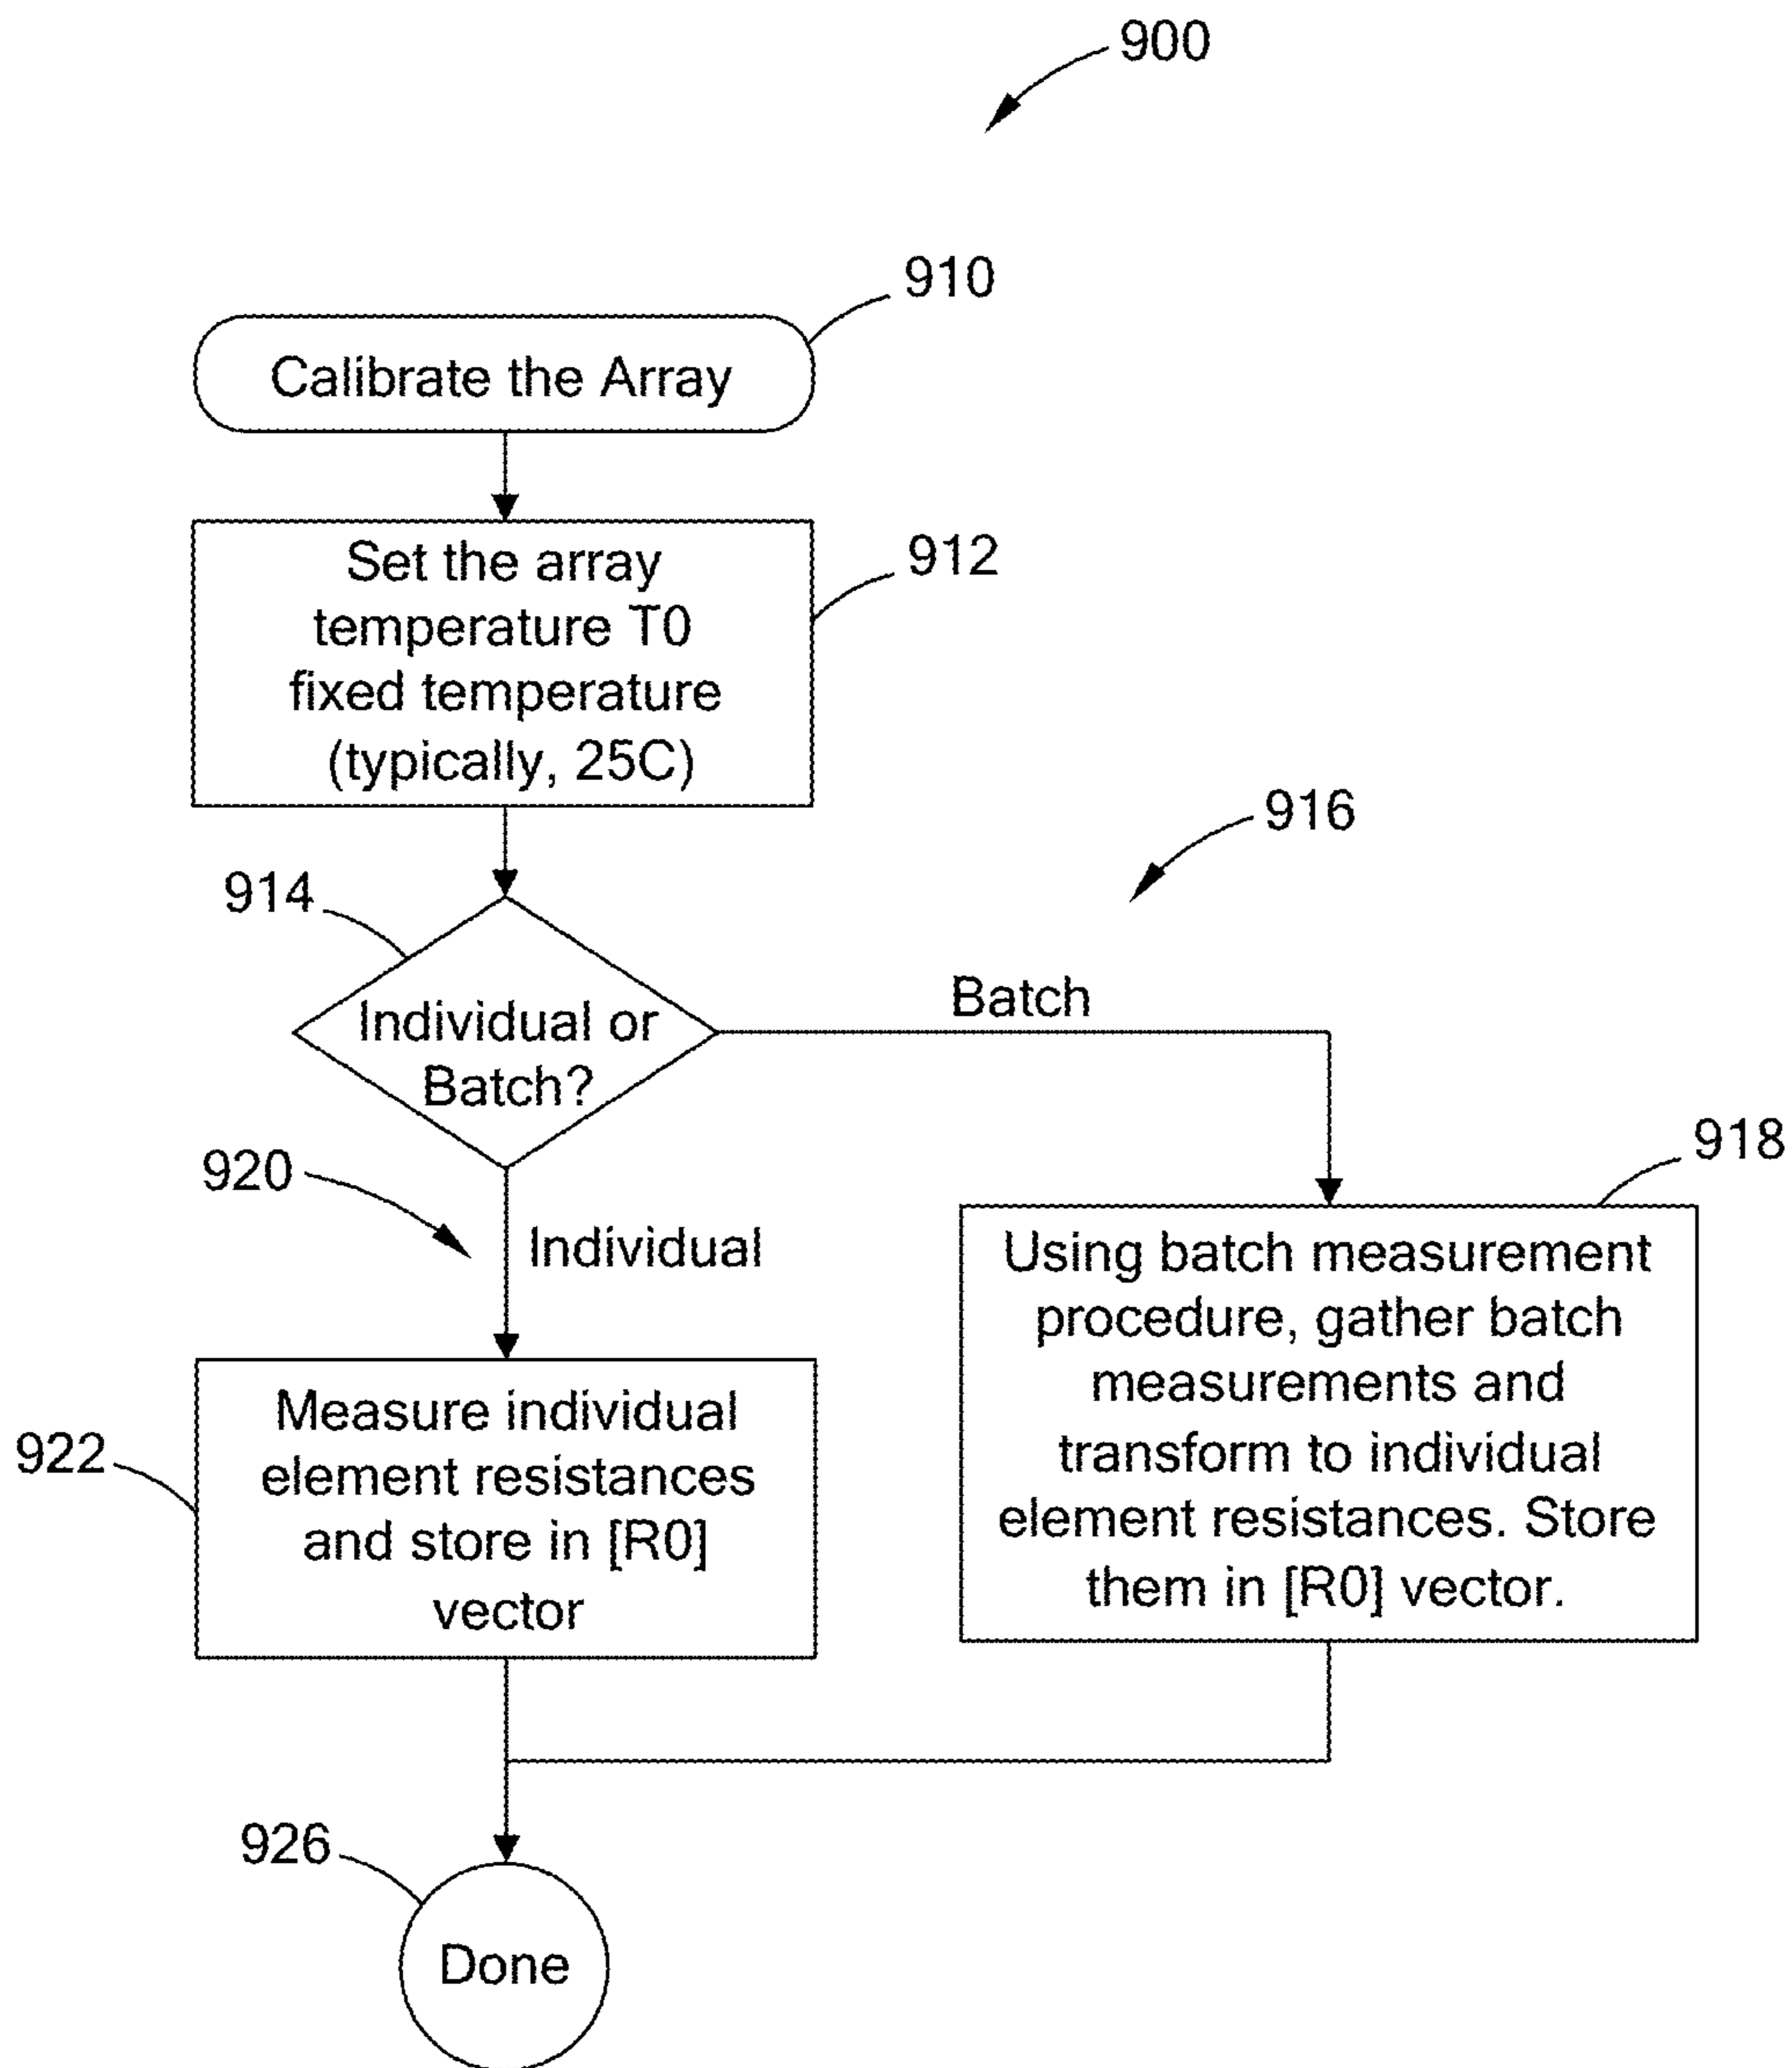 900
910
Calibrate the Array
Set the array
temperature T0
fixed temperature
(typically, 25C)
912
916
914
Individual or
Batch?
Batch
920
Individual
918
Using batch measurement
procedure, gather batch
measurements and
transform to individual
element resistances. Store
them in [R0] vector.
922
Measure individual
element resistances
and store in [R0]
vector
926
Done